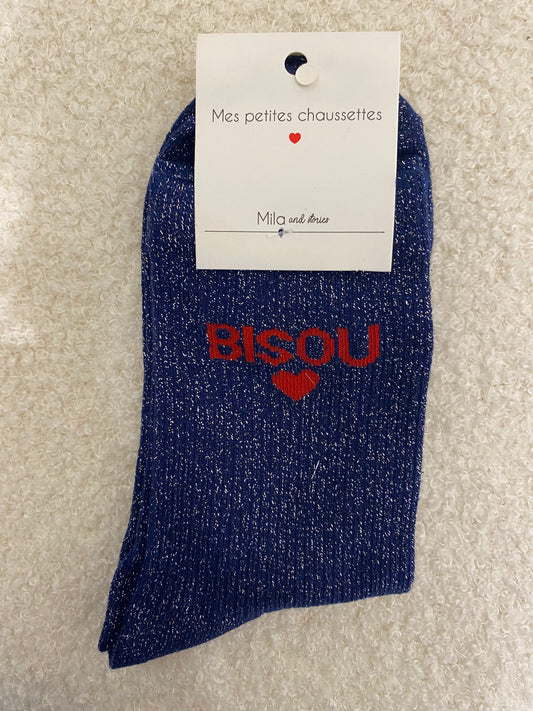 Mes petites chaussettes
Mila and stories
BISOU